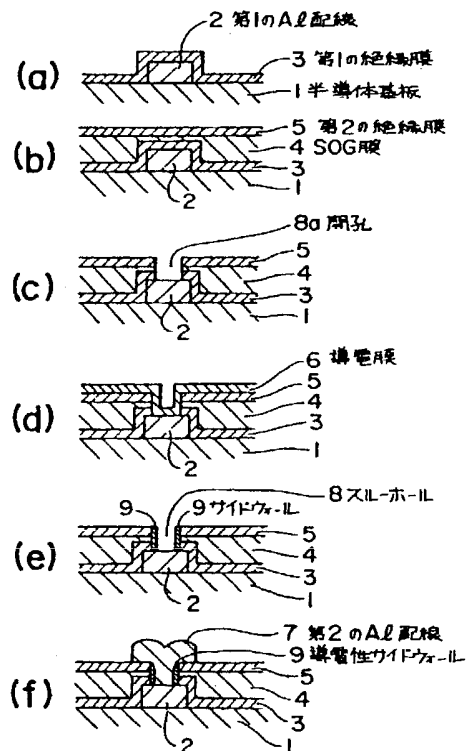 (a)
2 第1のAl配線
3 第1の絶縁膜
1 半導体基板
(b)
5 第2の絶縁膜
4 SOG膜
3
2
1
(c)
8a 開孔
5
4
3
2
1
(d)
6 導電膜
5
4
3
2
1
(e)
8 スルーホール
9
9 サイドウォール
5
4
3
2
1
(f)
7 第2のAl配線
9 導電性サイドウォール
5
4
3
2
1